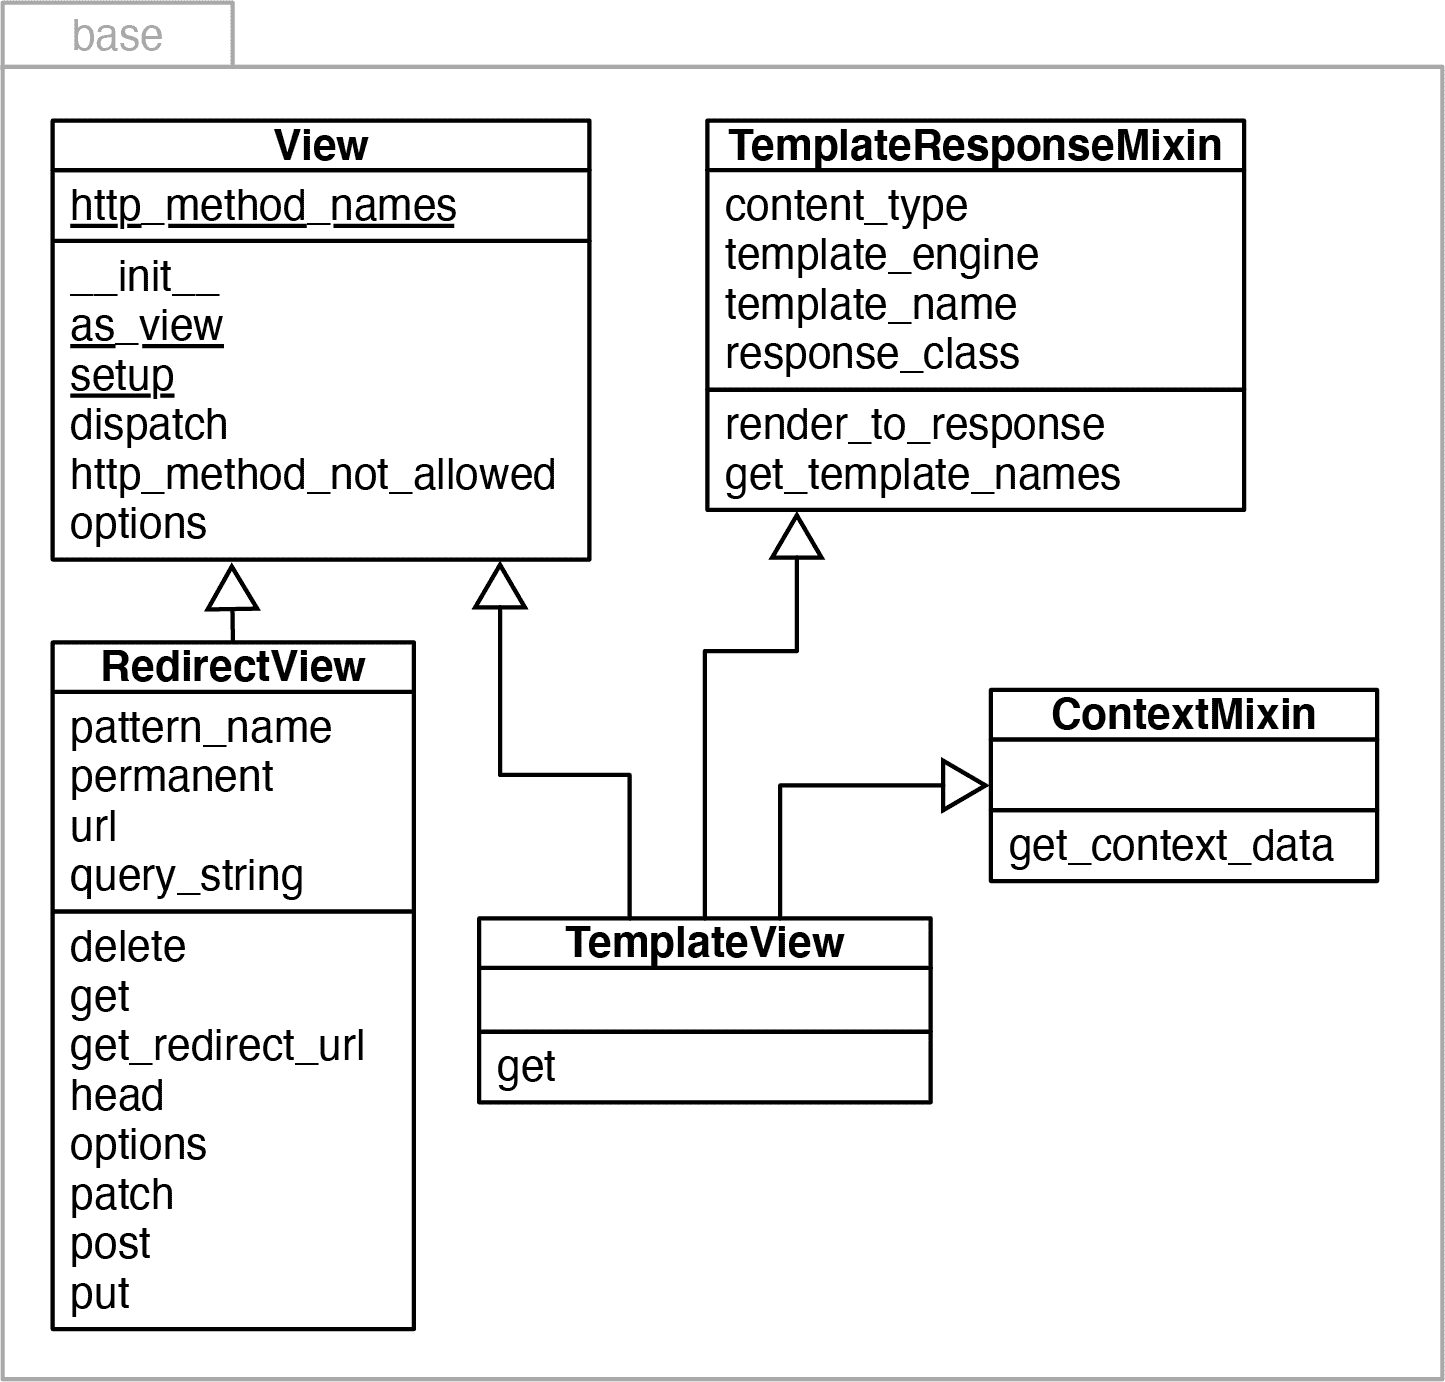 base
View
http_method_names
__init__
as_view
setup
dispatch
http_method_not_allowed
options
TemplateResponseMixin
content_type
template_engine
template_name
response_class
render_to_response
get_template_names
RedirectView
pattern_name
permanent
url
query_string
delete
get
get_redirect_url
head
options
patch
post
put
ContextMixin
get_context_data
TemplateView
get